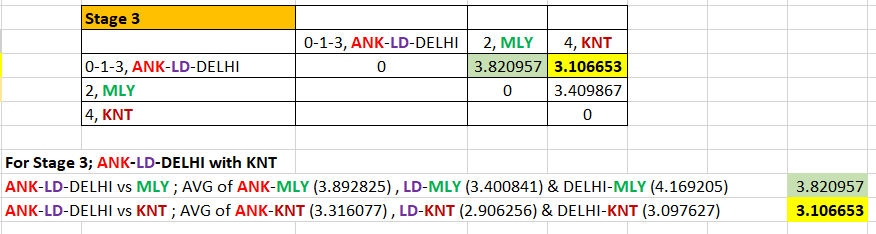 Stage 3
0-1-3, ANK-LD-DELHI 2, MLY 4, KNT
0-1-3, ANK-LD-DELHI 0 3.820957 3.106653
2, MLY 0 3.409867
4, KNT 0
For Stage 3; ANK-LD-DELHI with KNT
ANK-LD-DELHI vs MLY ; AVG of ANK-MLY (3.892825) , LD-MLY (3.400841) & DELHI-MLY (4.169205) 3.820957
ANK-LD-DELHI vs KNT ; AVG of ANK-KNT (3.316077) , LD-KNT (2.906256) & DELHI-KNT (3.097627) 3.106653